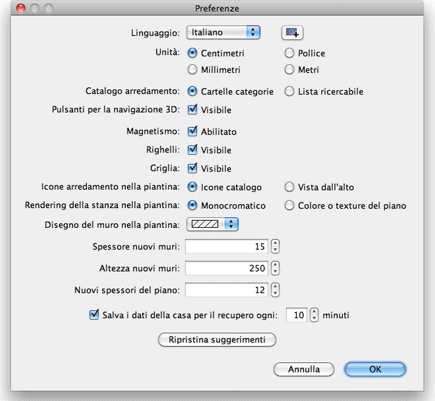 Preferenze
Linguaggio: Italiano
Unità: Centimetri Pollice
Millimetri Metri
Catalogo arredamento: Cartelle categorie Lista ricercabile
Pulsanti per la navigazione 3D: Visibile
Magnetismo: Abilitato
Righelli: Visibile
Griglia: Visibile
Icone arredamento nella piantina: Icone catalogo Vista dall'alto
Rendering della stanza nella piantina: Monocromatico Colore o texture del piano
Disegno del muro nella piantina:
Spessore nuovi muri: 15
Altezza nuovi muri: 250
Nuovi spessori del piano: 12
Salva i dati della casa per il recupero ogni: 10 minuti
Ripristina suggerimenti
Annulla OK